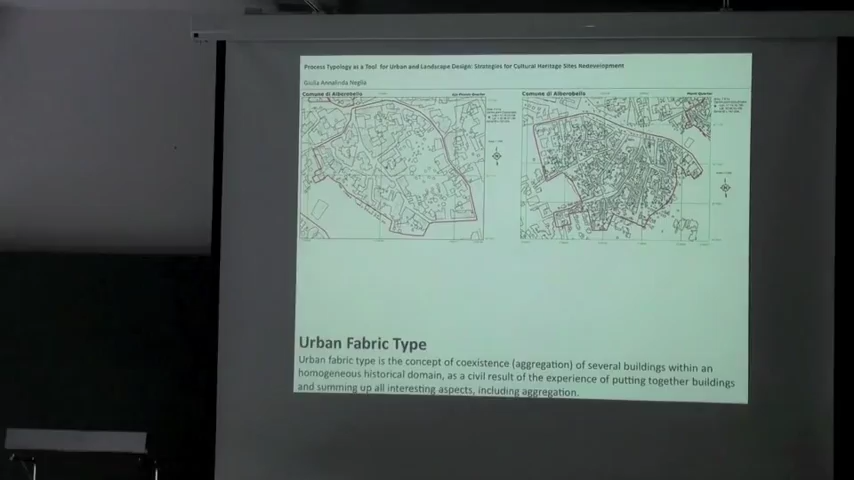 Process Typology as a Tool for Urban and Landscape Design: Strategies for Cultural Heritage Sites Redevelopment
Giulia Annalinda Neglia
Comune di Alberobello
Comune di Alberobello
Urban Fabric Type
Urban fabric type is the concept of coexistence (aggregation) of several buildings within an
homogeneous historical domain, as a civil result of the experience of putting together buildings
and summing up all interesting aspects, including aggregation.